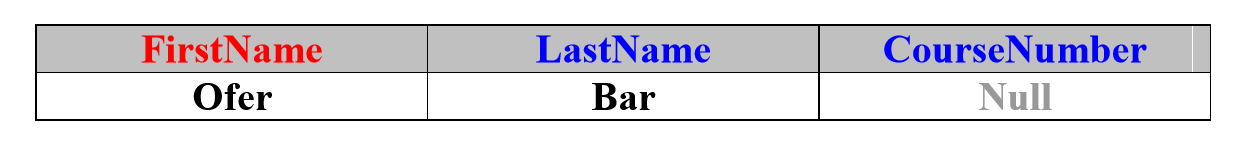 FirstName LastName CourseNumber
Ofer Bar Null